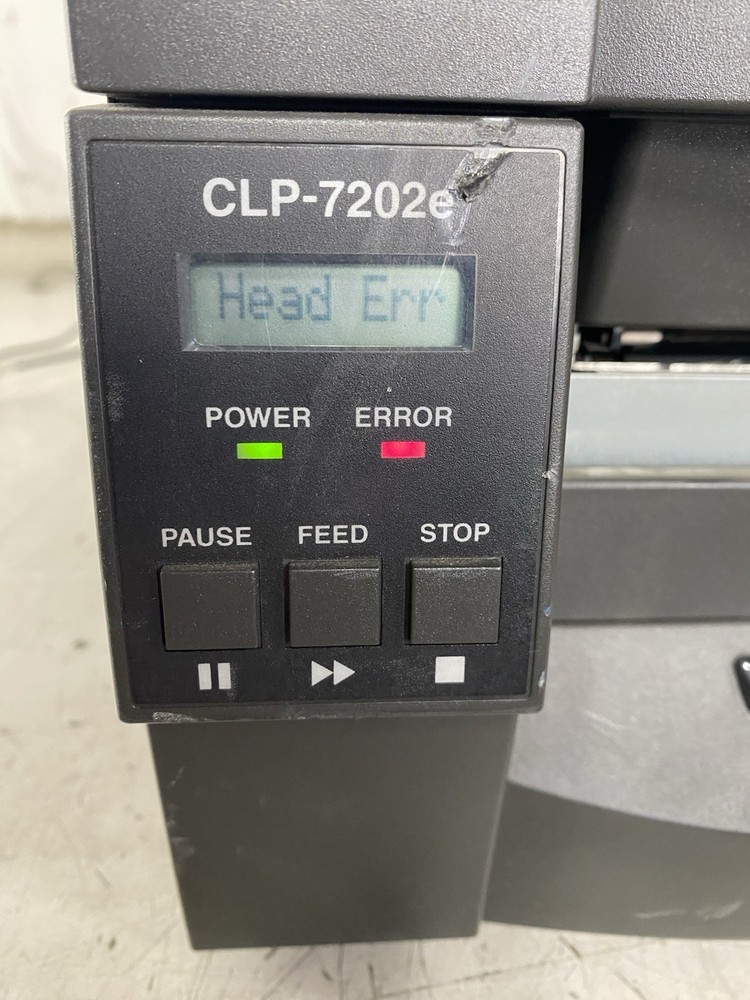 CLP-7202e
Head Err
POWER ERROR
PAUSE FEED STOP